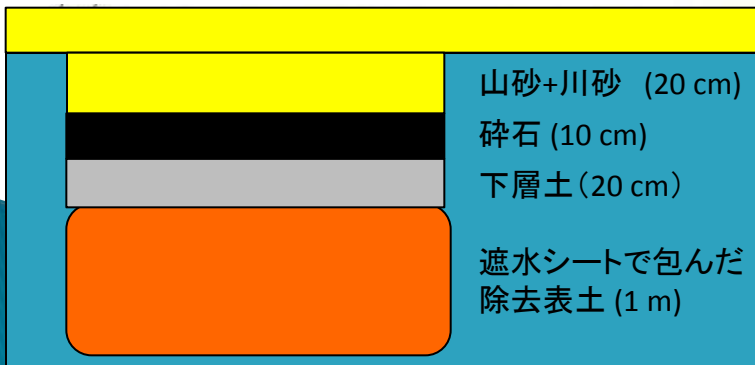 山砂+川砂 (20 cm)
砕石 (10 cm)
下層土（20 cm）
遮水シートで包んだ
除去表土 (1 m)